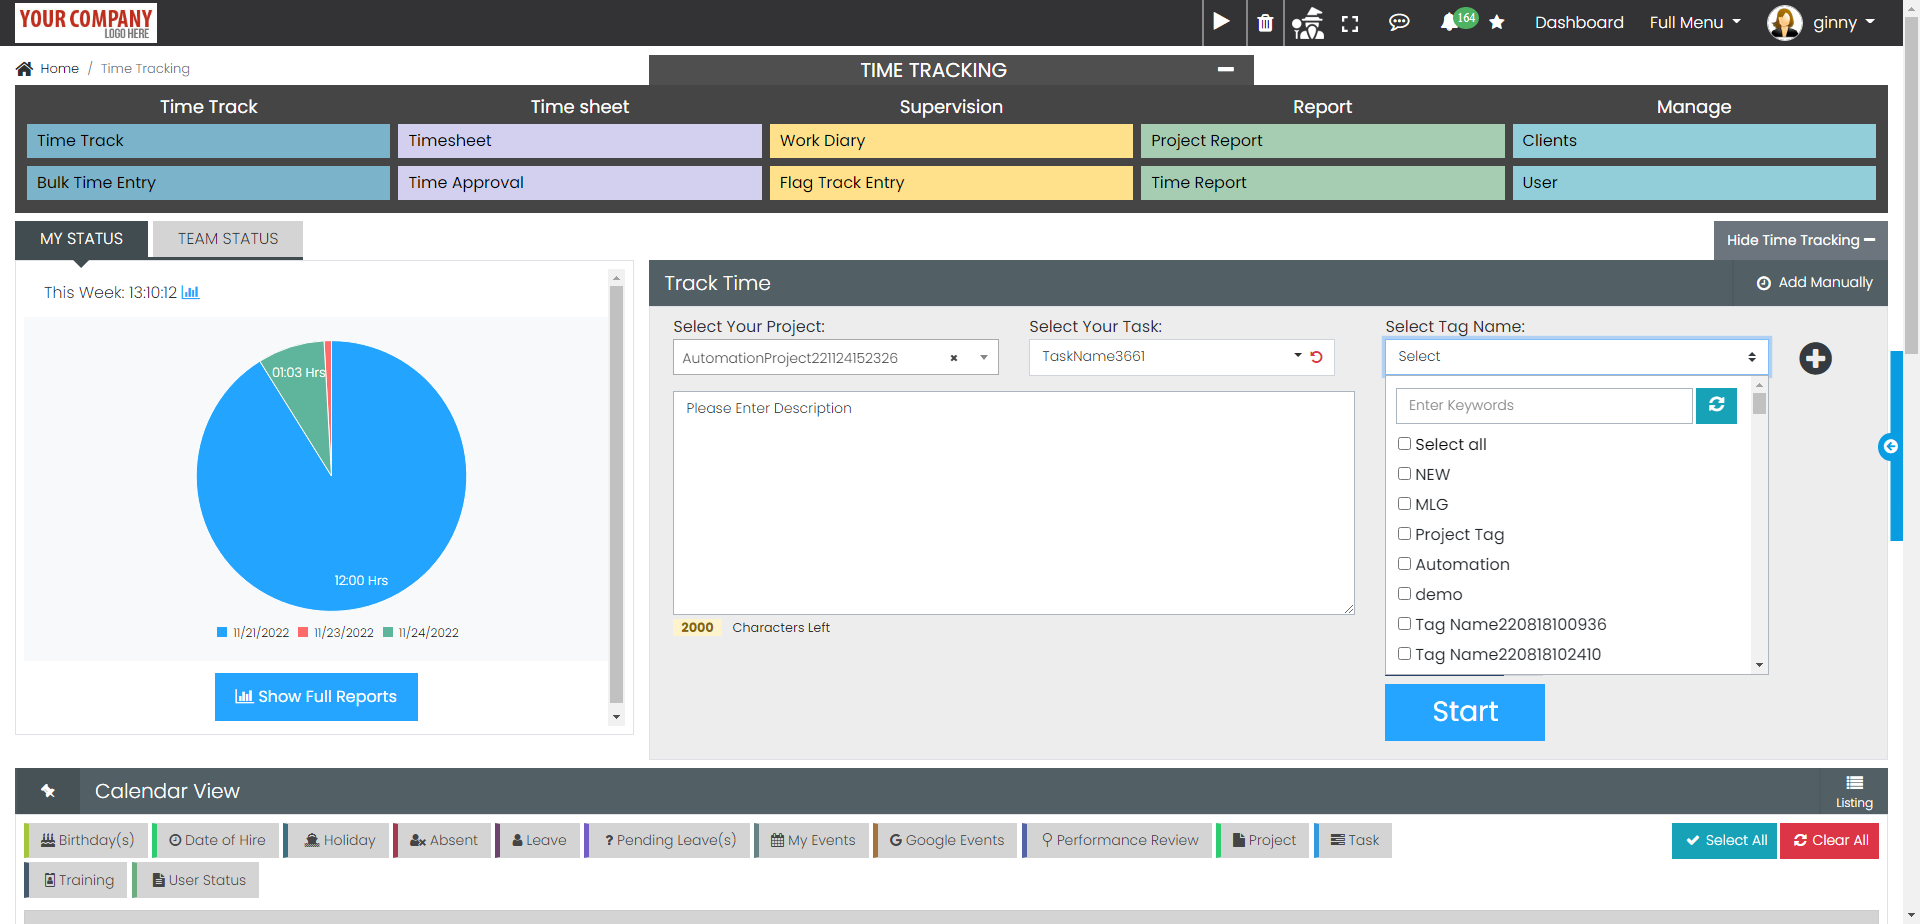 YOUR COMPANY
LOGO HERE
164
Dashboard
Full Menu
ginny
Home / Time Tracking
TIME TRACKING
Time Track
Time sheet
Supervision
Report
Manage
Time Track
Timesheet
Work Diary
Project Report
Clients
Bulk Time Entry
Time Approval
Flag Track Entry
Time Report
User
MY STATUS
TEAM STATUS
Hide Time Tracking
This Week: 13:10:12
01:03 Hrs
12:00 Hrs
11/21/2022
11/23/2022
11/24/2022
Show Full Reports
Track Time
Add Manually
Select Your Project:
Select Your Task:
Select Tag Name:
AutomationProject221124152326
TaskName3661
Select
Please Enter Description
2000 Characters Left
Enter Keywords
Select all
NEW
MLG
Project Tag
Automation
demo
Tag Name220818100936
Tag Name220818102410
Start
Calendar View
Listing
Birthday(s)
Date of Hire
Holiday
Absent
Leave
? Pending Leave(s)
My Events
Google Events
Performance Review
Project
Task
Select All
Clear All
Training
User Status